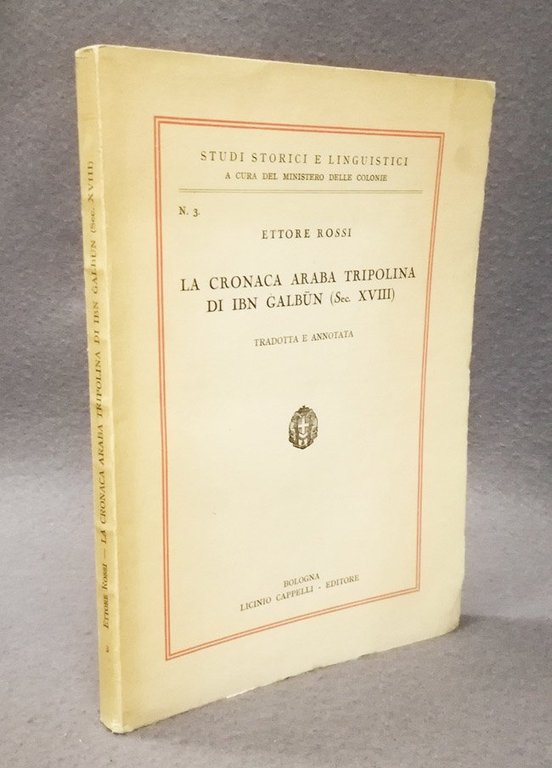 STUDI STORICI E LINGUISTICI
A CURA DEL MINISTERO DELLE COLONIE
N. 3.
ETTORE ROSSI
LA CRONACA ARABA TRIPOLINA
DI IBN GALBŪN (Sec. XVIII)
TRADOTTA E ANNOTATA
BOLOGNA
LICINIO CAPPELLI - EDITORE
ETTORE ROSSI — LA CRONACA ARABA TRIPOLINA DI IBN GALBŪN (Sec. XVIII)